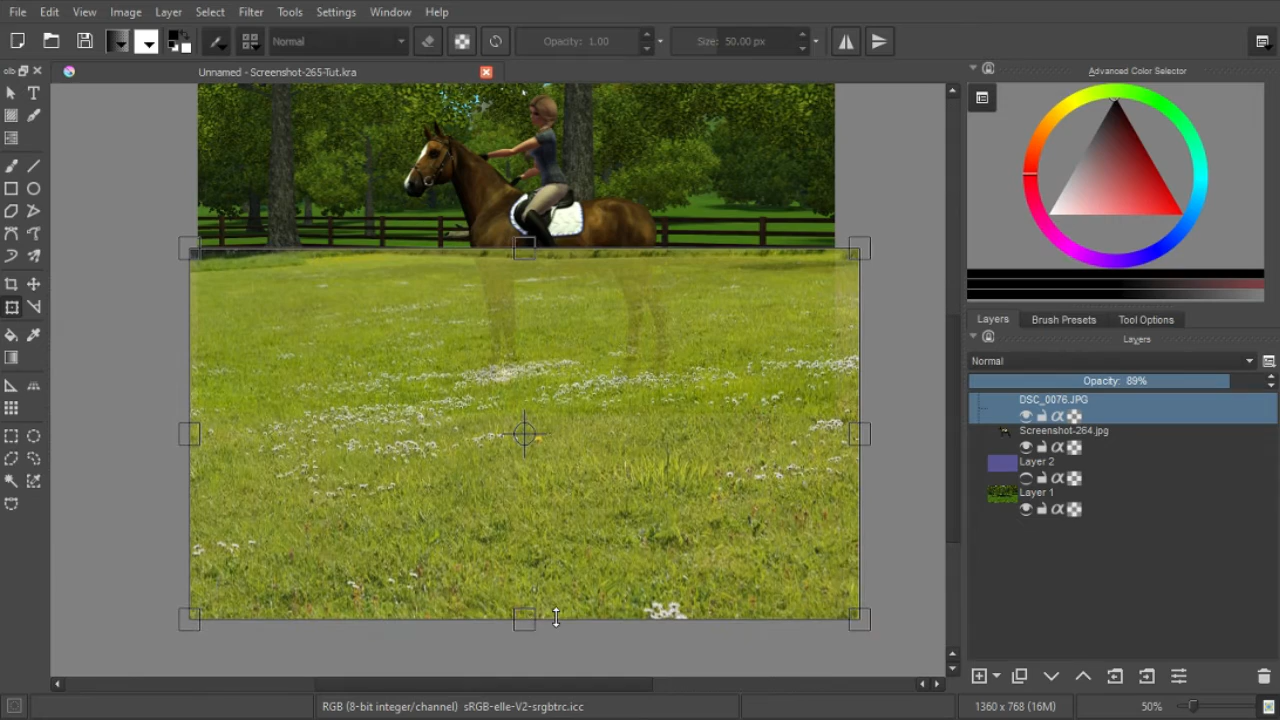 File Edit View Image Layer Select Filter Tools Settings Window Help
Normal Opacity: 1.00 Size: 50.00 px
Unnamed - Screenshot-265-Tut.kra
Advanced Color Selector
Layers Brush Presets Tool Options
Layers
Normal
Opacity: 89%
DSC_0076.JPG
Screenshot-264.jpg
Layer 2
Layer 1
RGB (8-bit integer/channel) sRGB-elle-V2-srgbtrc.icc 1360 x 768 (16M) 50%